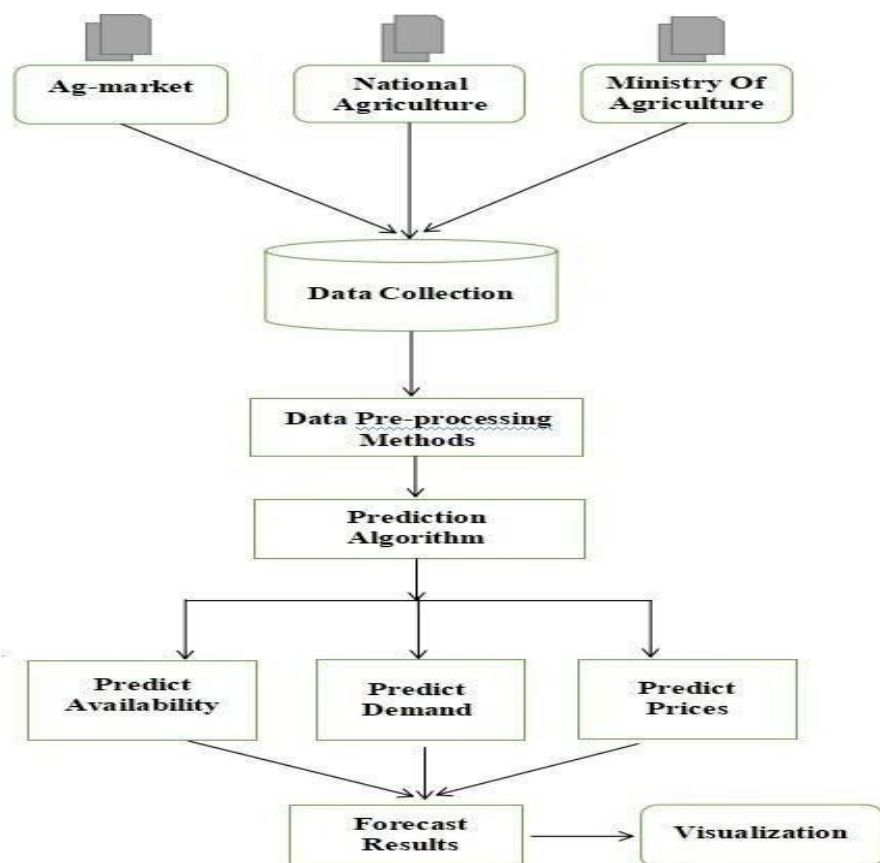 Ag-market
National
Agriculture
Ministry Of
Agriculture
Data Collection
Data Pre-processing
Methods
Prediction
Algorithm
Predict
Availability
Predict
Demand
Predict
Prices
Forecast
Results
Visualization